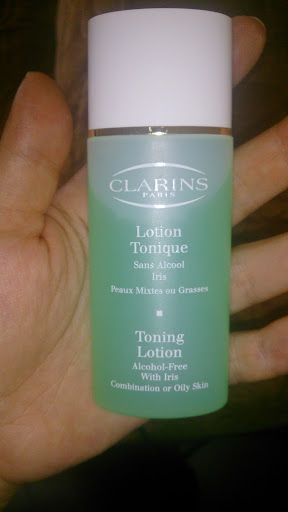 CLARINS
PARIS
Lotion
Tonique
Sans Alcool
Iris
Peaux Mixtes ou Grasses
Toning
Lotion
Alcohol-Free
With Iris
Combination or Oily Skin